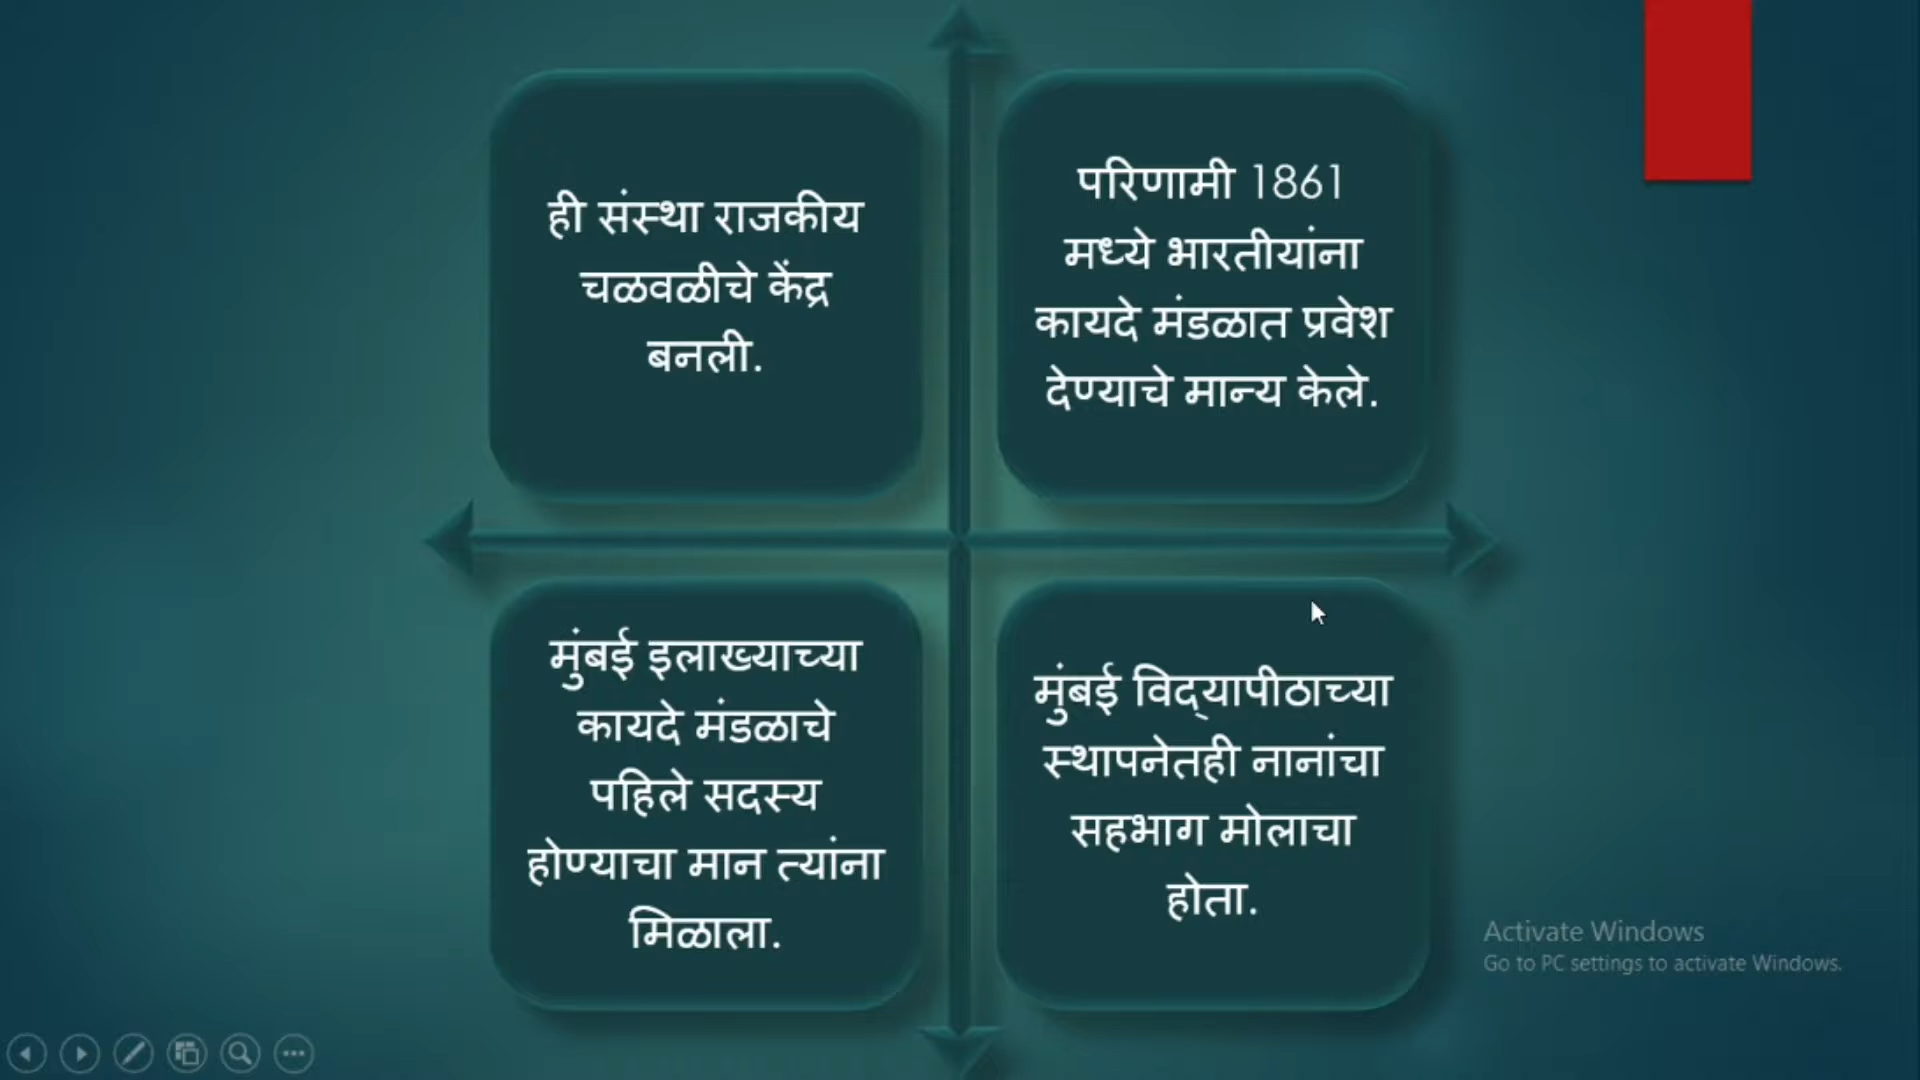 ही संस्था राजकीय
चळवळीचे केंद्र
बनली.
परिणामी 1861
मध्ये भारतीयांना
कायदे मंडळात प्रवेश
देण्याचे मान्य केले.
मुंबई इलाख्याच्या
कायदे मंडळाचे
पहिले सदस्य
होण्याचा मान त्यांना
मिळाला.
मुंबई विद्‌यापीठाच्या
स्थापनेतही नानांचा
सहभाग मोलाचा
होता.
Activate Windows
Go to PC settings to activate Windows.